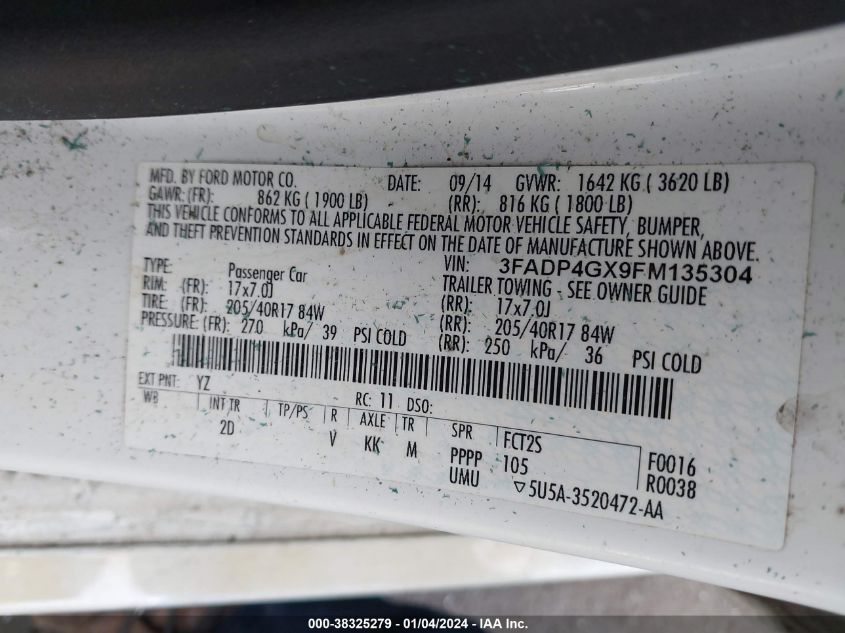 MFD. BY FORD MOTOR CO. DATE: 09/14 GVWR: 1642 KG ( 3620 LB)
GAWR: (FR): 862 KG ( 1900 LB) (RR): 816 KG ( 1800 LB)
THIS VEHICLE CONFORMS TO ALL APPLICABLE FEDERAL MOTOR VEHICLE SAFETY, BUMPER,
AND THEFT PREVENTION STANDARDS IN EFFECT ON THE DATE OF MANUFACTURE SHOWN ABOVE.
VIN: 3FADP4GX9FM135304
TYPE: Passenger Car TRAILER TOWING - SEE OWNER GUIDE
RIM: (FR): 17x7.0J (RR): 17x7.0J
TIRE: (FR): 205/40R17 84W (RR): 205/40R17 84W
PRESSURE: (FR): 270 kPa/ 39 PSI COLD (RR): 250 kPa/ 36 PSI COLD
EXT PNT: YZ RC: 11 DSO:
WB INT TR TP/PS R AXLE TR SPR FCT2S
2D V KK M PPPP 105 F0016
UMU ▽5U5A-3520472-AA R0038
000-38325279 - 01/04/2024 - IAA Inc.